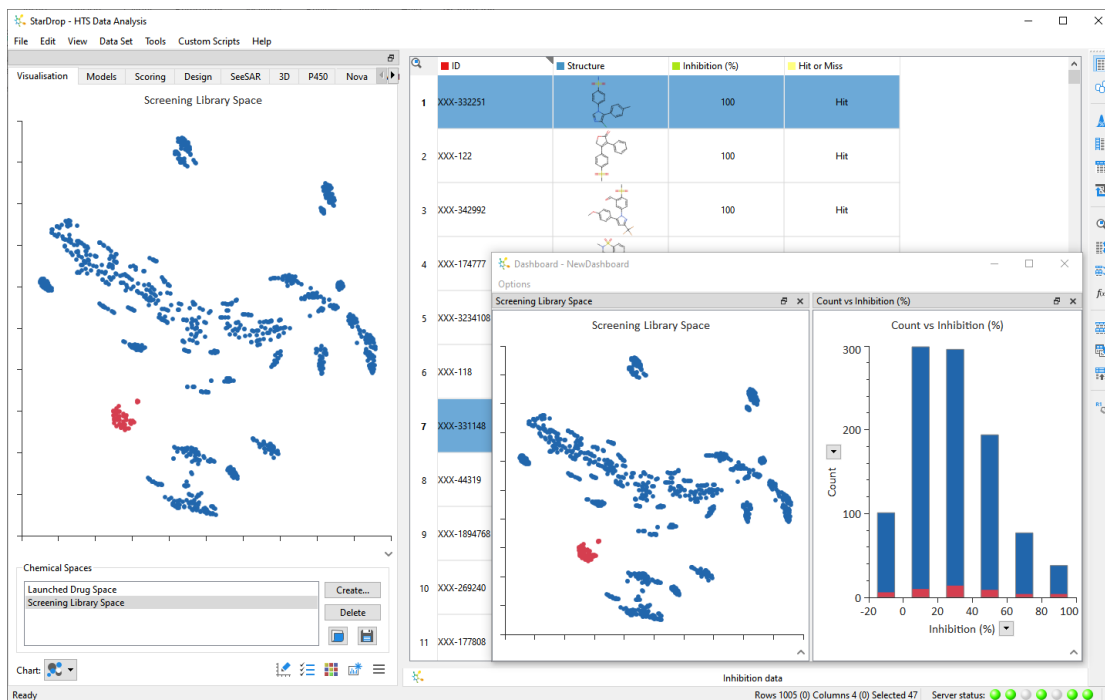 StarDrop - HTS Data Analysis
File Edit View Data Set Tools Custom Scripts Help
Visualisation Models Scoring Design SeeSAR 3D P450 Nova
Screening Library Space
ID Structure Inhibition (%) Hit or Miss
1 XXX-332251 100 Hit
2 XXX-122 100 Hit
3 XXX-342992 100 Hit
4 XXX-174777
5 XXX-3234108
6 XXX-118
7 XXX-331148
8 XXX-44319
9 XXX-1894768
10 XXX-269240
11 XXX-177808
Dashboard - NewDashboard
Options
Screening Library Space
Screening Library Space
Count vs Inhibition (%)
Count vs Inhibition (%)
300
200
100
0
Count
-20 0 20 40 60 80 100
Inhibition (%)
Chemical Spaces
Launched Drug Space
Screening Library Space
Create...
Delete
Chart:
Inhibition data
Ready
Rows 1005 (0) Columns 4 (0) Selected 47 Server status: